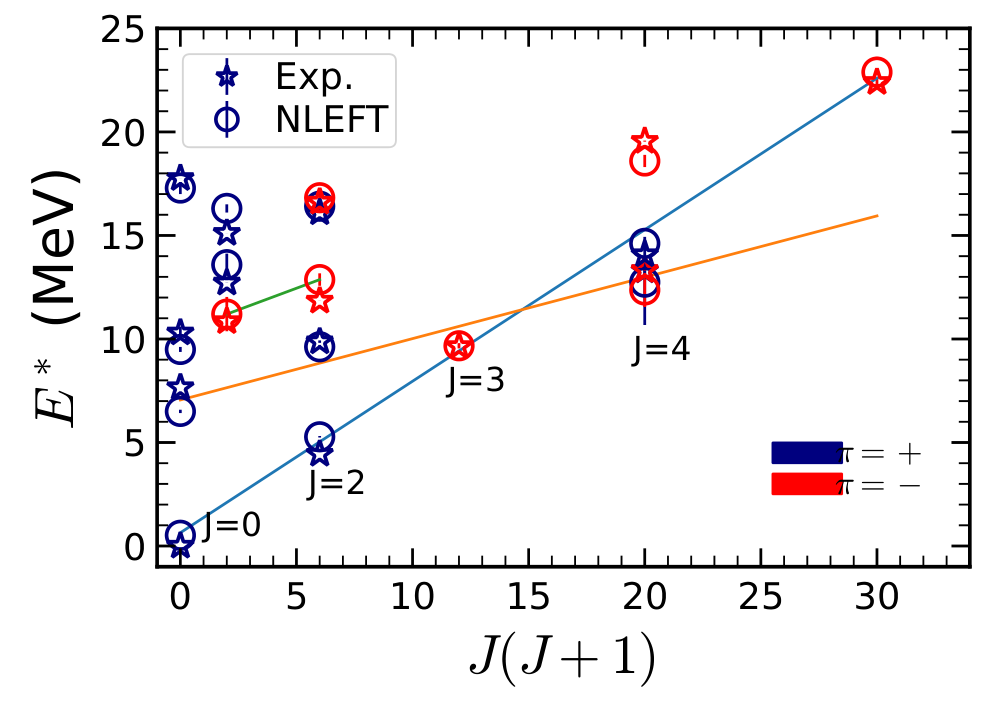 25
20
15
10
5
0
E* (MeV)
Exp.
NLEFT
J=0
J=2
J=3
J=4
π = +
π = −
0 5 10 15 20 25 30
J(J + 1)